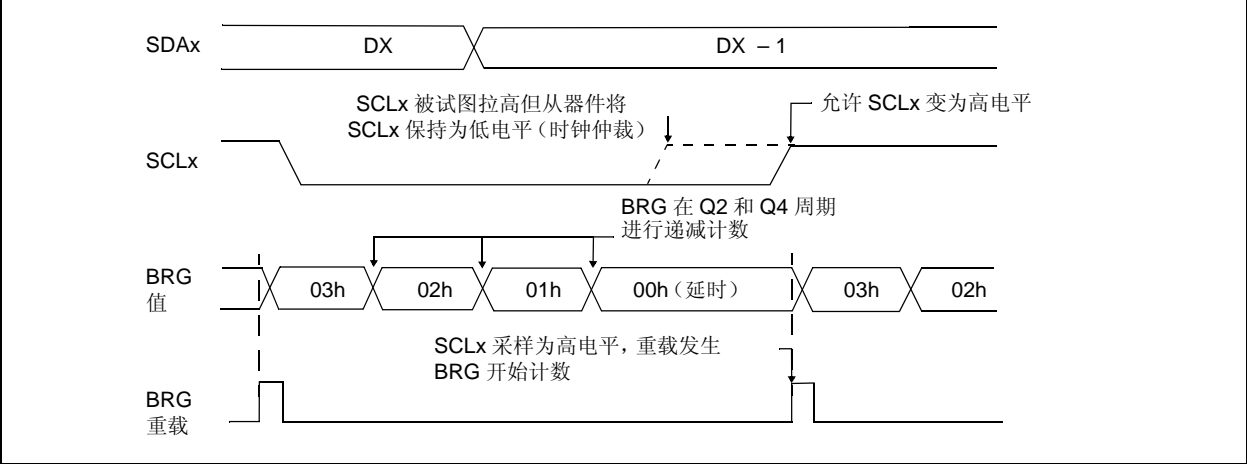 SDAx
DX
DX – 1
SCLx 被试图拉高但从器件将
SCLx 保持为低电平（时钟仲裁）
允许 SCLx 变为高电平
SCLx
BRG 在 Q2 和 Q4 周期
进行递减计数
BRG
值
03h
02h
01h
00h（延时）
03h
02h
SCLx 采样为高电平，重载发生
BRG 开始计数
BRG
重载